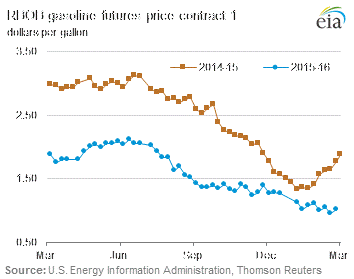 RBOB gasoline futures price contract 1
dollars per gallon
eia
3.50
2014-15 2015-16
2.50
1.50
0.50
Mar Jun Sep Dec Mar
Source: U.S. Energy Information Administration, Thomson Reuters